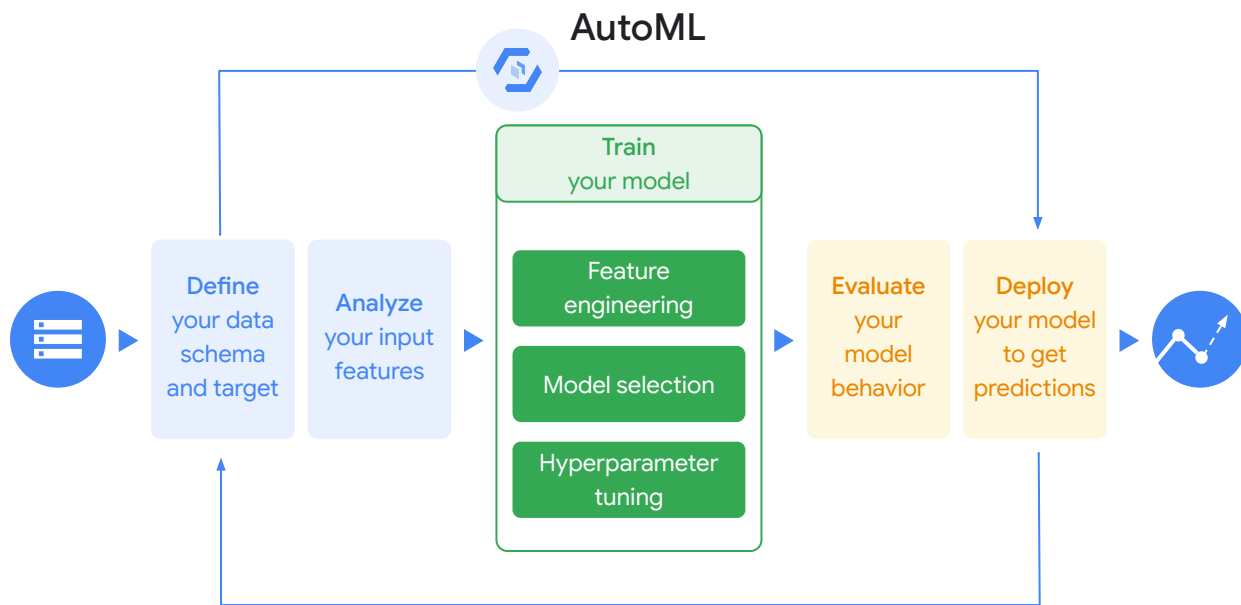 AutoML
Define
your data
schema
and target
Analyze
your input
features
Train
your model
Feature
engineering
Model selection
Hyperparameter
tuning
Evaluate
your
model
behavior
Deploy
your model
to get
predictions